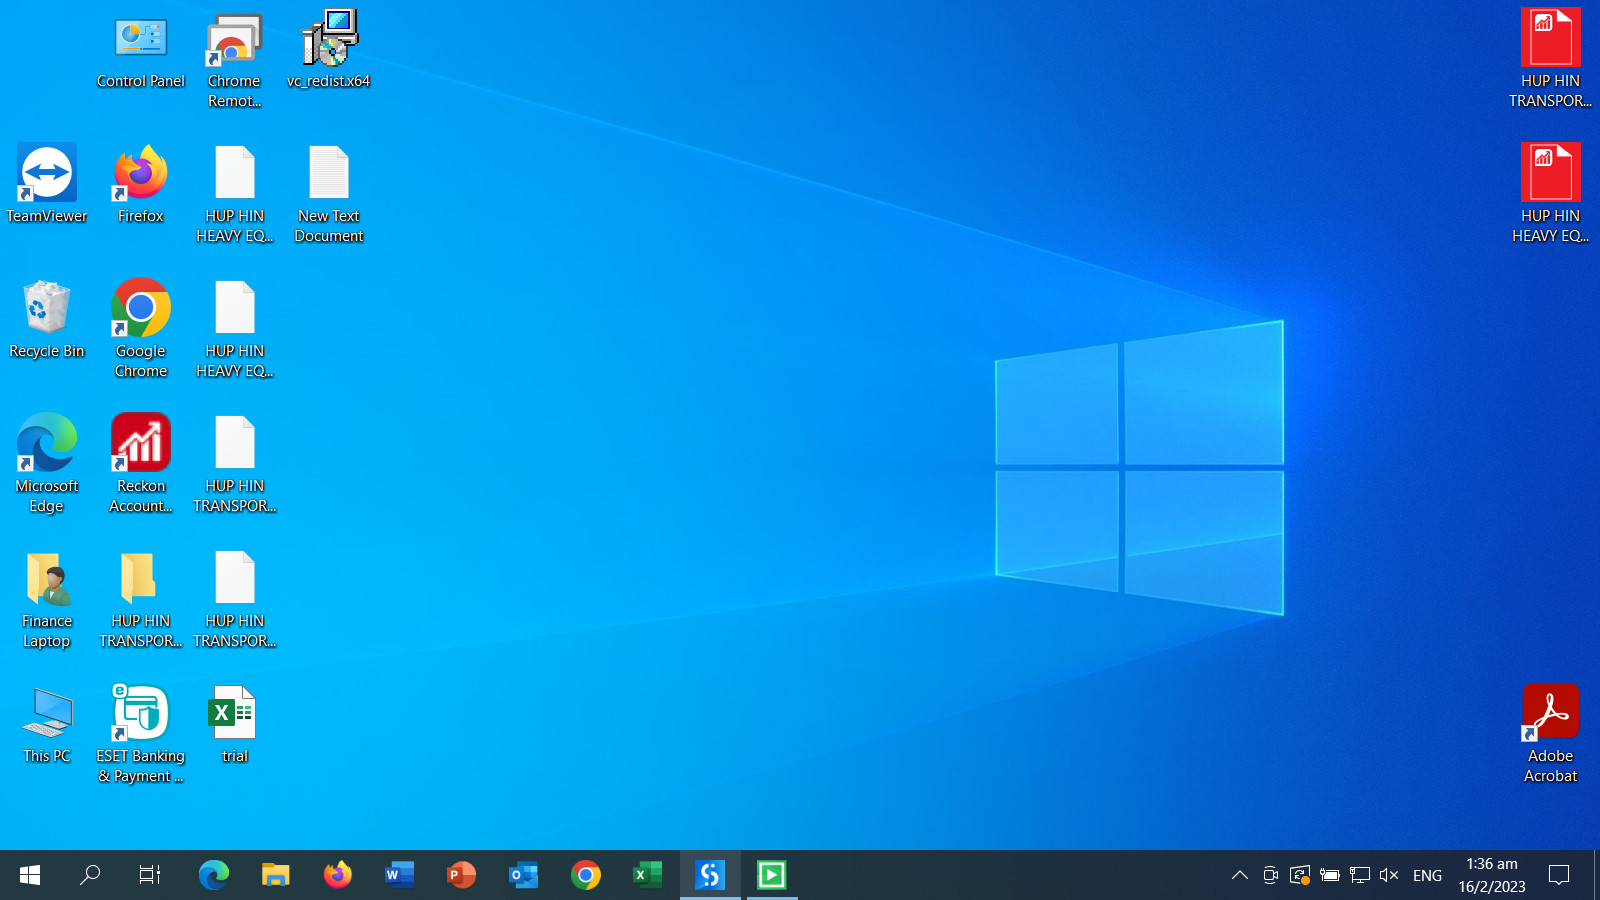 Control Panel
Chrome
Remot...
vc_redist.x64
HUP HIN
TRANSPOR...
TeamViewer
Firefox
HUP HIN
HEAVY EQ...
New Text
Document
HUP HIN
HEAVY EQ...
Recycle Bin
Google
Chrome
HUP HIN
HEAVY EQ...
Microsoft
Edge
Reckon
Account...
HUP HIN
TRANSPOR...
Finance
Laptop
HUP HIN
TRANSPOR...
HUP HIN
TRANSPOR...
This PC
ESET Banking
& Payment ...
trial
Adobe
Acrobat
ENG
1:36 am
16/2/2023